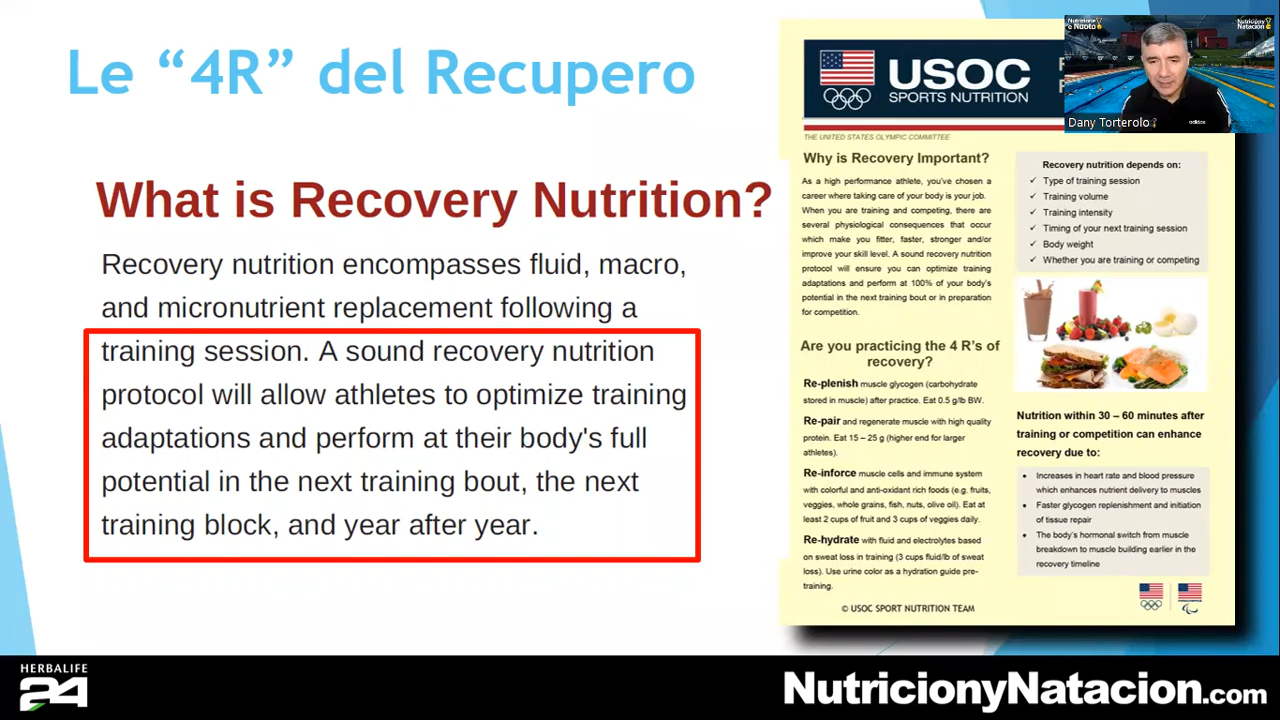 Le “4R” del Recupero
What is Recovery Nutrition?
Recovery nutrition encompasses fluid, macro,
and micronutrient replacement following a
training session. A sound recovery nutrition
protocol will allow athletes to optimize training
adaptations and perform at their body's full
potential in the next training bout, the next
training block, and year after year.
USOC
SPORTS NUTRITION
THE UNITED STATES OLYMPIC COMMITTEE
Why is Recovery Important?
As a high performance athlete, you've chosen a
career where taking care of your body is your job.
When you are training and competing, there are
several physiological consequences that occur
which make you fitter, faster, stronger and/or
improve your skill level. A sound recovery nutrition
protocol will ensure you can optimize training
adaptations and perform at 100% of your body's
potential in the next training bout or in preparation
for competition.
Are you practicing the 4 R's of
recovery?
Re-plenish muscle glycogen (carbohydrate
stored in muscle) after practice. Eat 0.5 g/lb BW.
Re-pair and regenerate muscle with high quality
protein. Eat 15 – 25 g (higher end for larger
athletes).
Re-inforce muscle cells and immune system
with colorful and anti-oxidant rich foods (e.g. fruits,
veggies, whole grains, fish, nuts, olive oil). Eat at
least 2 cups of fruit and 3 cups of veggies daily.
Re-hydrate with fluid and electrolytes based
on sweat loss in training (3 cups fluid/lb of sweat
loss). Use urine color as a hydration guide pre-
training.
© USOC SPORT NUTRITION TEAM
Recovery nutrition depends on:
✓ Type of training session
✓ Training volume
✓ Training intensity
✓ Timing of your next training session
✓ Body weight
✓ Whether you are training or competing
Nutrition within 30 – 60 minutes after
training or competition can enhance
recovery due to:
• Increases in heart rate and blood pressure
which enhances nutrient delivery to muscles
• Faster glycogen replenishment and initiation
of tissue repair
• The body's hormonal switch from muscle
breakdown to muscle building earlier in the
recovery timeline
Nutrizione
e Nuoto
Nutrición y
Natación
adidas
Dany Torterolo
HERBALIFE
24
NutricionyNatacion.com